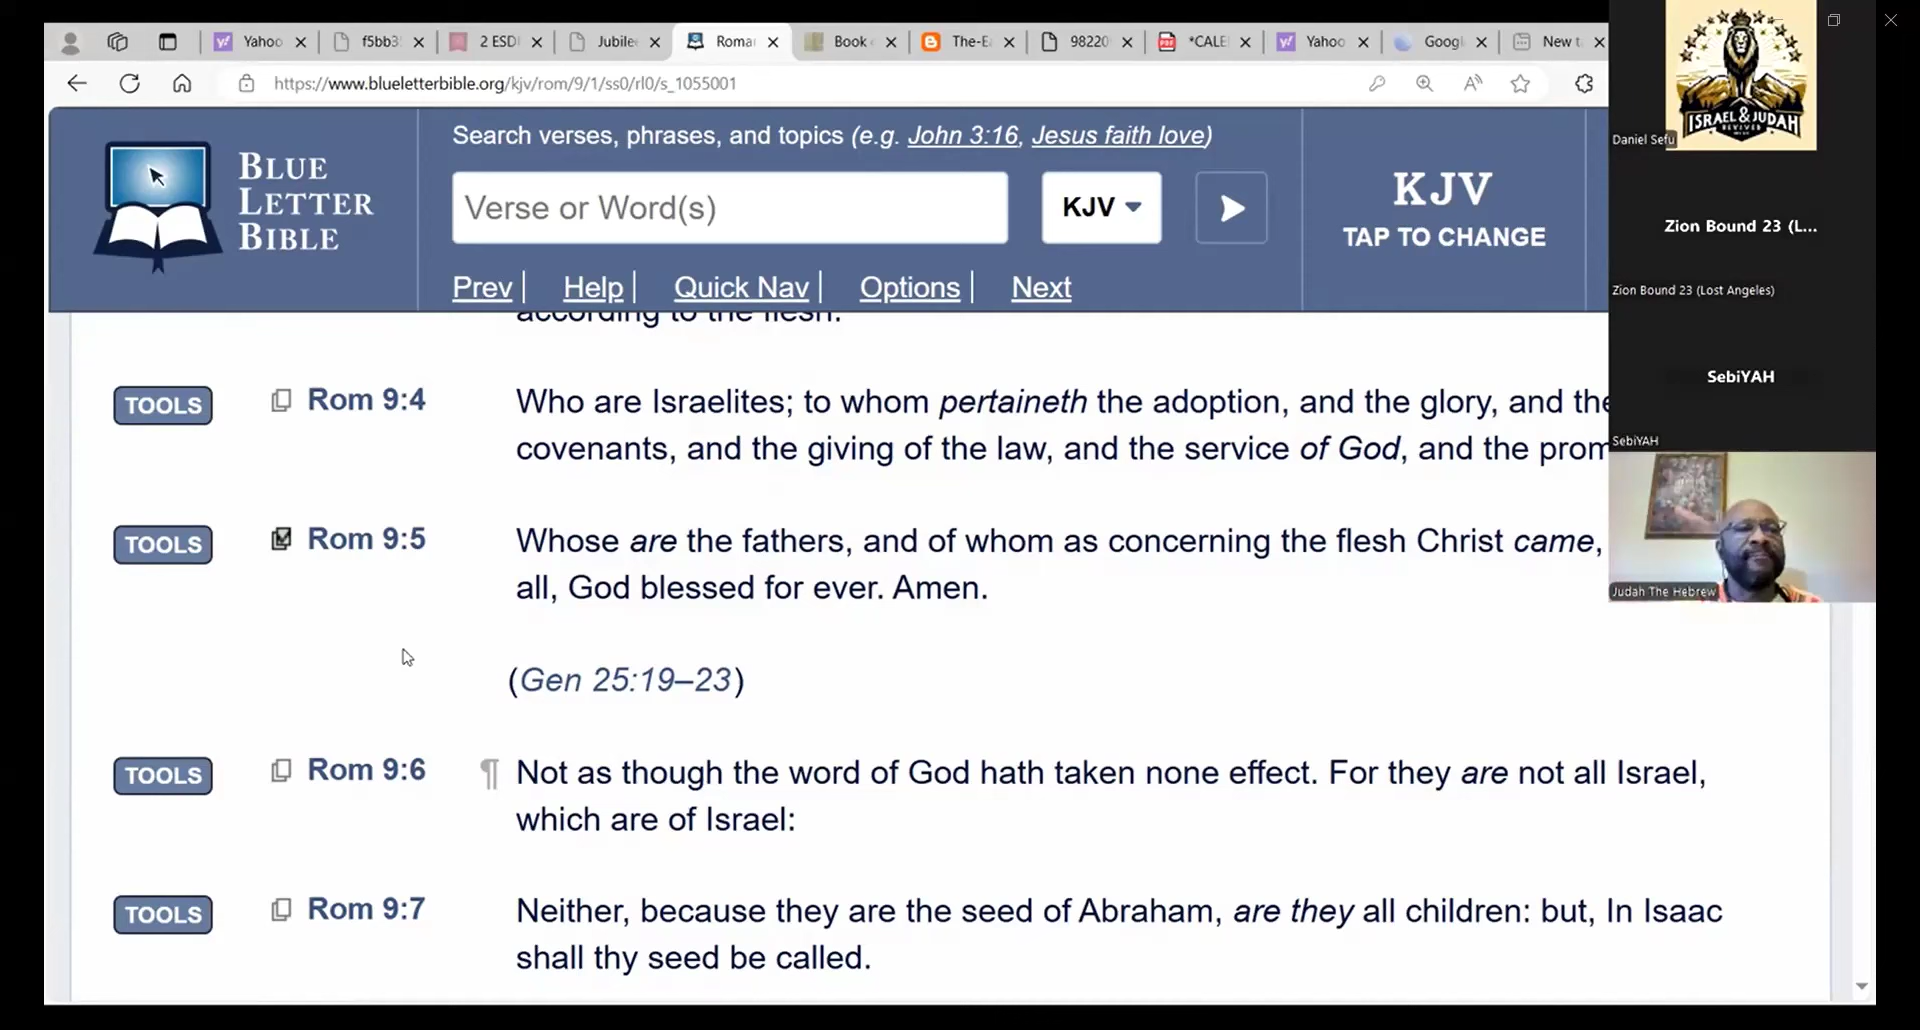 Yahoo
f5bb3
2 ESDI
Jubile
Roma
Book
The-E
98220
*CALE
Yahoo
Googl
New t
https://www.blueletterbible.org/kjv/rom/9/1/ss0/rl0/s_1055001
BLUE
LETTER
BIBLE
Search verses, phrases, and topics (e.g. John 3:16, Jesus faith love)
Verse or Word(s)
KJV
KJV
TAP TO CHANGE
Prev
Help
Quick Nav
Options
Next
according to the flesh:
TOOLS
Rom 9:4
Who are Israelites; to whom pertaineth the adoption, and the glory, and the
covenants, and the giving of the law, and the service of God, and the prom
TOOLS
Rom 9:5
Whose are the fathers, and of whom as concerning the flesh Christ came,
all, God blessed for ever. Amen.
(Gen 25:19–23)
TOOLS
Rom 9:6
¶ Not as though the word of God hath taken none effect. For they are not all Israel,
which are of Israel:
TOOLS
Rom 9:7
Neither, because they are the seed of Abraham, are they all children: but, In Isaac
shall thy seed be called.
ISRAEL & JUDAH
REVIVED
Daniel Sefu
Zion Bound 23 (L...
Zion Bound 23 (Lost Angeles)
SebiYAH
SebiYAH
Judah The Hebrew